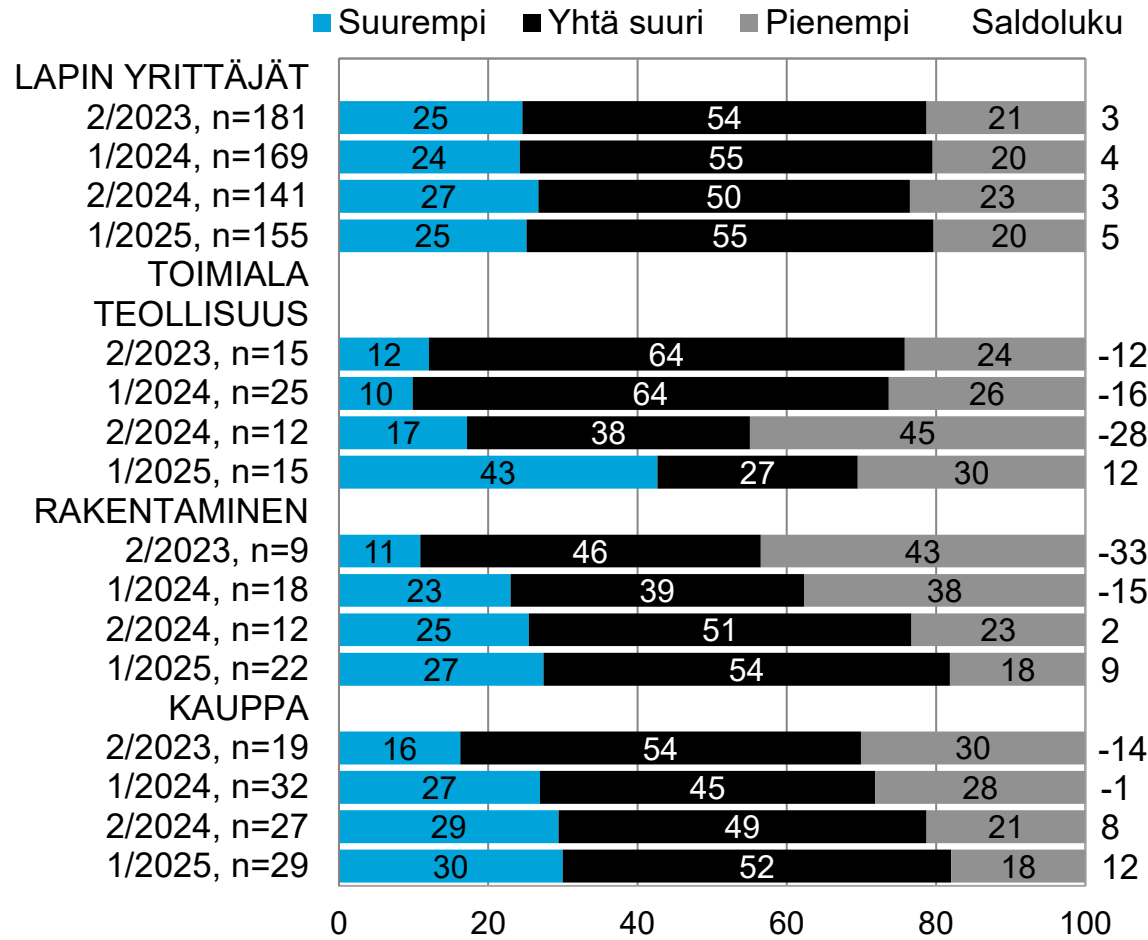 Suurempi Yhtä suuri Pienempi Saldoluku
LAPIN YRITTÄJÄT
2/2023, n=181 25 54 21 3
1/2024, n=169 24 55 20 4
2/2024, n=141 27 50 23 3
1/2025, n=155 25 55 20 5
TOIMIALA
TEOLLISUUS
2/2023, n=15 12 64 24 -12
1/2024, n=25 10 64 26 -16
2/2024, n=12 17 38 45 -28
1/2025, n=15 43 27 30 12
RAKENTAMINEN
2/2023, n=9 11 46 43 -33
1/2024, n=18 23 39 38 -15
2/2024, n=12 25 51 23 2
1/2025, n=22 27 54 18 9
KAUPPA
2/2023, n=19 16 54 30 -14
1/2024, n=32 27 45 28 -1
2/2024, n=27 29 49 21 8
1/2025, n=29 30 52 18 12
0 20 40 60 80 100